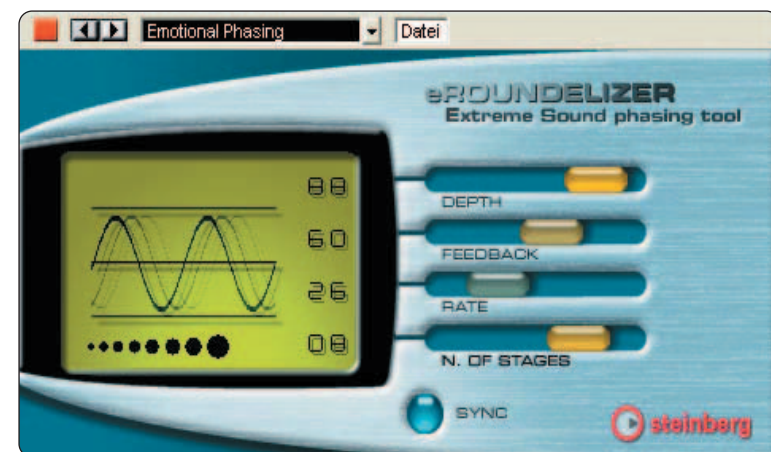 Emotional Phasing Datei
eROUNDELIZER
Extreme Sound phasing tool
88
DEPTH
60
FEEDBACK
26
RATE
08
N. OF STAGES
SYNC
steinberg